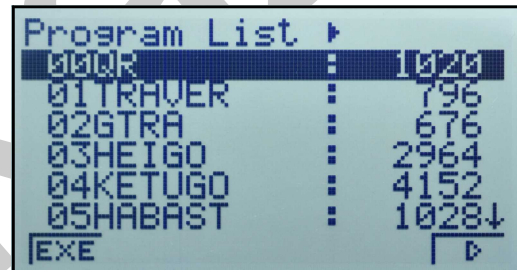 Program List ▶
00QR : 1020
01TRAVER : 796
02GTRA : 676
03HEIGO : 2964
04KETUGO : 4152
05HABAST : 1028↓
EXE ▷